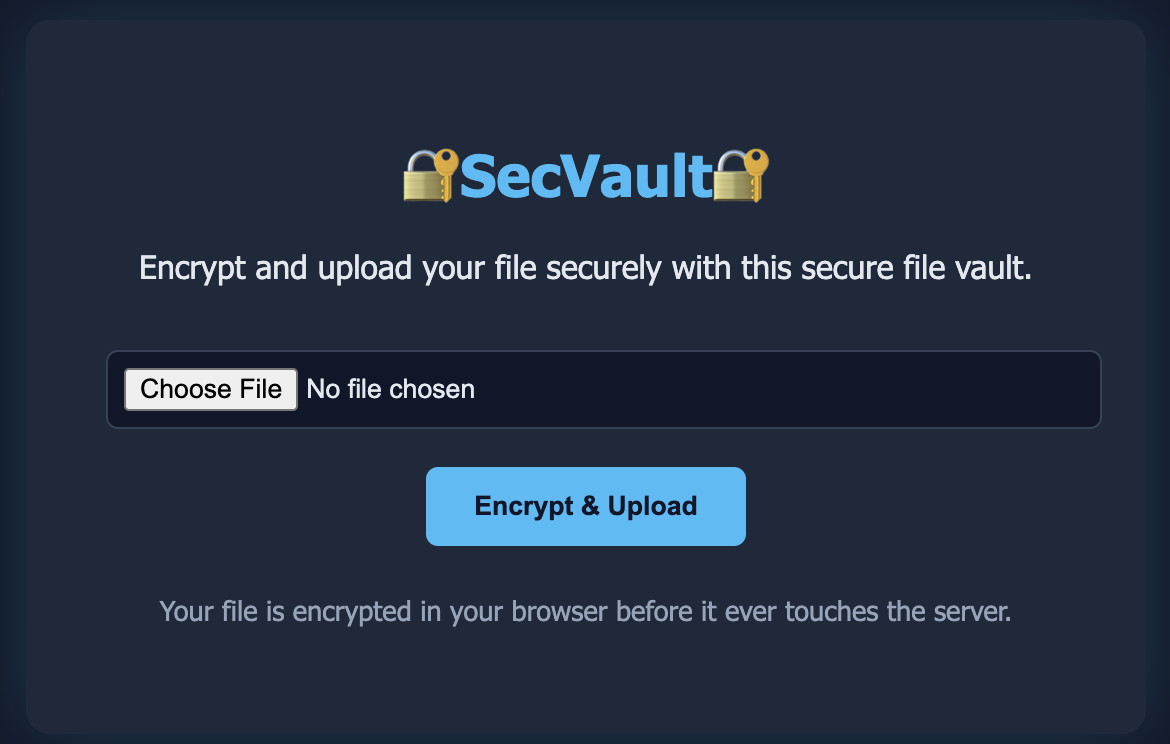 🔐SecVault🔐
Encrypt and upload your file securely with this secure file vault.
Choose File No file chosen
Encrypt & Upload
Your file is encrypted in your browser before it ever touches the server.